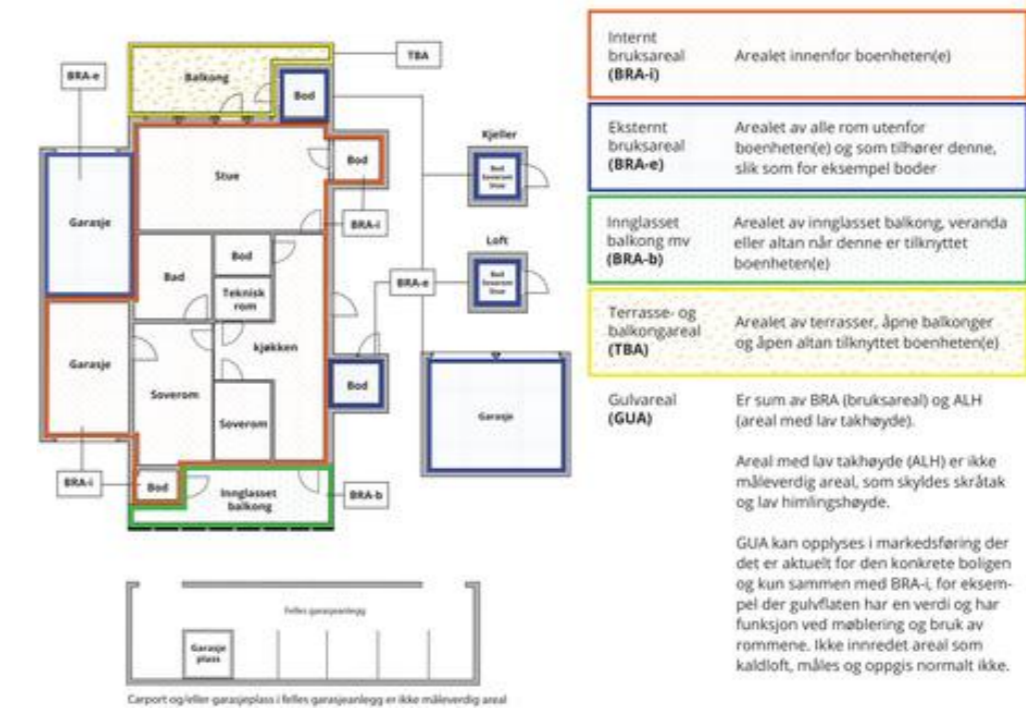 TBA
BRA-e
Balkong
Bod
Kjeller
Bod
Soverom
Stue
Bod
Stue
BRA-i
Garasje
Loft
Bod
Bad
Teknisk
rom
BRA-e
Bod
Soverom
Stue
Garasje
kjøkken
Soverom
Bod
Soverom
Garasje
BRA-i
Bod
Innglasset
balkong
BRA-b
Felles garasjeanlegg
Garasje
plass
Carport og/eller garasjeplass i felles garasjeanlegg er ikke måleverdig areal
Internt
bruksareal
(BRA-i)
Arealet innenfor boenheten(e)
Eksternt
bruksareal
(BRA-e)
Arealet av alle rom utenfor
boenheten(e) og som tilhører denne,
slik som for eksempel boder
Innglasset
balkong mv
(BRA-b)
Arealet av innglasset balkong, veranda
eller altan når denne er tilknyttet
boenheten(e)
Terrasse- og
balkongareal
(TBA)
Arealet av terrasser, åpne balkonger
og åpen altan tilknyttet boenheten(e)
Gulvareal
(GUA)
Er sum av BRA (bruksareal) og ALH
(areal med lav takhøyde).
Areal med lav takhøyde (ALH) er ikke
måleverdig areal, som skyldes skråtak
og lav himlingshøyde.
GUA kan opplyses i markedsføring der
det er aktuelt for den konkrete boligen
og kun sammen med BRA-i, for eksem-
pel der gulvflaten har en verdi og har
funksjon ved møblering og bruk av
rommene. Ikke innredet areal som
kaldloft, måles og oppgis normalt ikke.